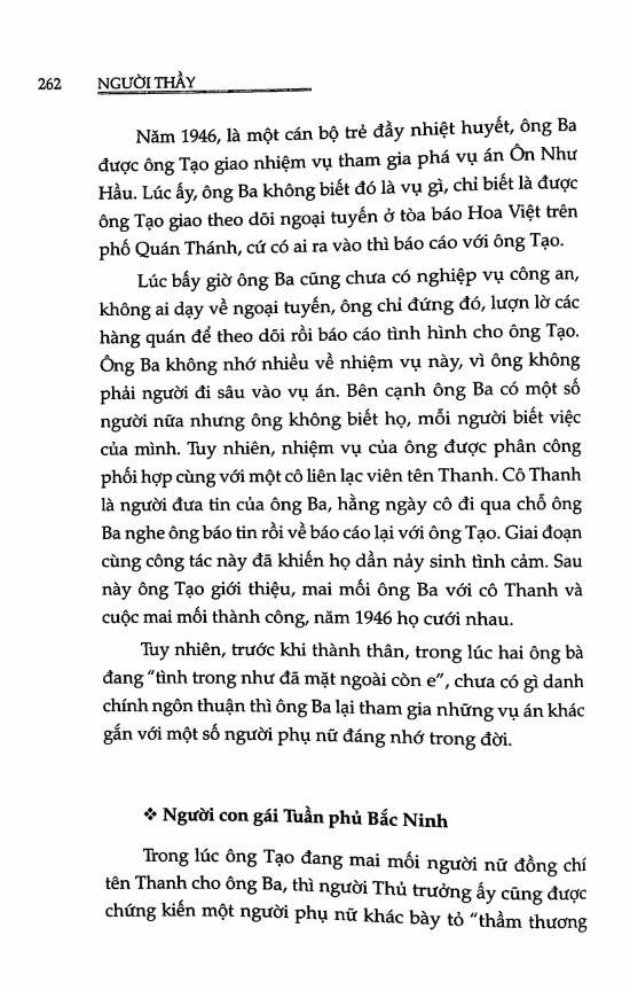 262 NGƯỜI THẦY
Năm 1946, là một cán bộ trẻ đầy nhiệt huyết, ông Ba
được ông Tạo giao nhiệm vụ tham gia phá vụ án Ôn Như
Hầu. Lúc ấy, ông Ba không biết đó là vụ gì, chỉ biết là được
ông Tạo giao theo dõi ngoại tuyến ở tòa báo Hoa Việt trên
phố Quán Thánh, cứ có ai ra vào thì báo cáo với ông Tạo.
Lúc bấy giờ ông Ba cũng chưa có nghiệp vụ công an,
không ai dạy về ngoại tuyến, ông chỉ đứng đó, lượn lờ các
hàng quán để theo dõi rồi báo cáo tình hình cho ông Tạo.
Ông Ba không nhớ nhiều về nhiệm vụ này, vì ông không
phải người đi sâu vào vụ án. Bên cạnh ông Ba có một số
người nữa nhưng ông không biết họ, mỗi người biết việc
của mình. Tuy nhiên, nhiệm vụ của ông được phân công
phối hợp cùng với một cô liên lạc viên tên Thanh. Cô Thanh
là người đưa tin của ông Ba, hằng ngày cô đi qua chỗ ông
Ba nghe ông báo tin rồi về báo cáo lại với ông Tạo. Giai đoạn
cùng công tác này đã khiến họ dần nảy sinh tình cảm. Sau
này ông Tạo giới thiệu, mai mối ông Ba với cô Thanh và
cuộc mai mối thành công, năm 1946 họ cưới nhau.
Tuy nhiên, trước khi thành thân, trong lúc hai ông bà
đang "tình trong như đã mặt ngoài còn e", chưa có gì danh
chính ngôn thuận thì ông Ba lại tham gia những vụ án khác
gắn với một số người phụ nữ đáng nhớ trong đời.
❖ Người con gái Tuần phủ Bắc Ninh
Trong lúc ông Tạo đang mai mối người nữ đồng chí
tên Thanh cho ông Ba, thì người Thủ trưởng ấy cũng được
chứng kiến một người phụ nữ khác bày tỏ "thầm thương